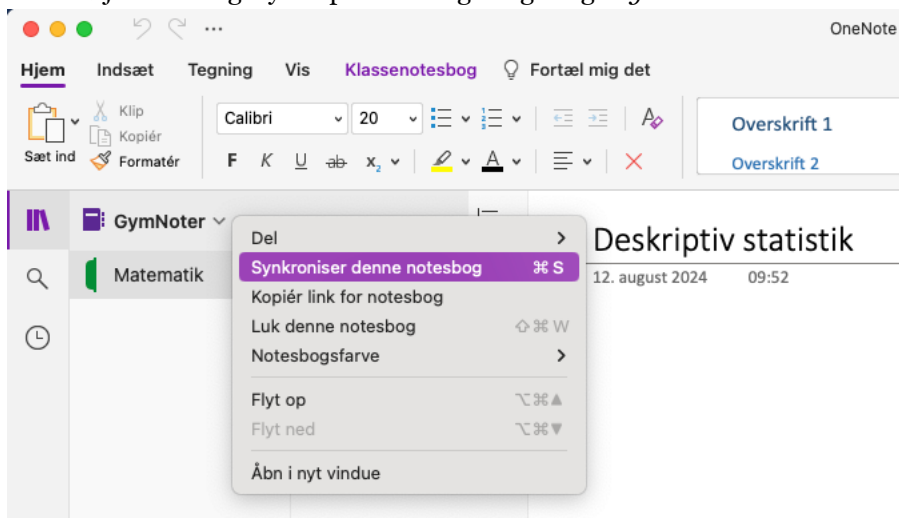 OneNote
Hjem Indsæt Tegning Vis Klassenotesbog Fortæl mig det
Sæt ind
Klip
Kopiér
Formatér
Calibri 20
F K U ab x₂ A
Overskrift 1
Overskrift 2
GymNoter
Matematik
Del
Synkroniser denne notesbog ⌘ S
Kopiér link for notesbog
Luk denne notesbog ⇧ ⌘ W
Notesbogsfarve
Flyt op ⌥⌘▲
Flyt ned ⌥⌘▼
Åbn i nyt vindue
Deskriptiv statistik
12. august 2024 09:52